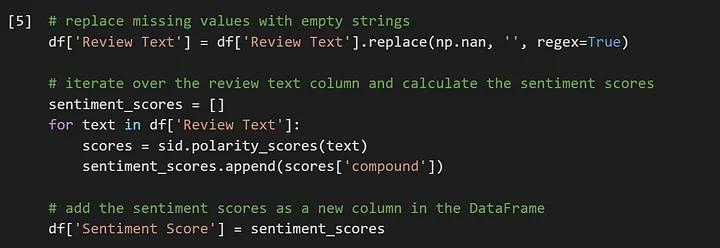 [5] # replace missing values with empty strings
df['Review Text'] = df['Review Text'].replace(np.nan, '', regex=True)
# iterate over the review text column and calculate the sentiment scores
sentiment_scores = []
for text in df['Review Text']:
    scores = sid.polarity_scores(text)
    sentiment_scores.append(scores['compound'])
# add the sentiment scores as a new column in the DataFrame
df['Sentiment Score'] = sentiment_scores